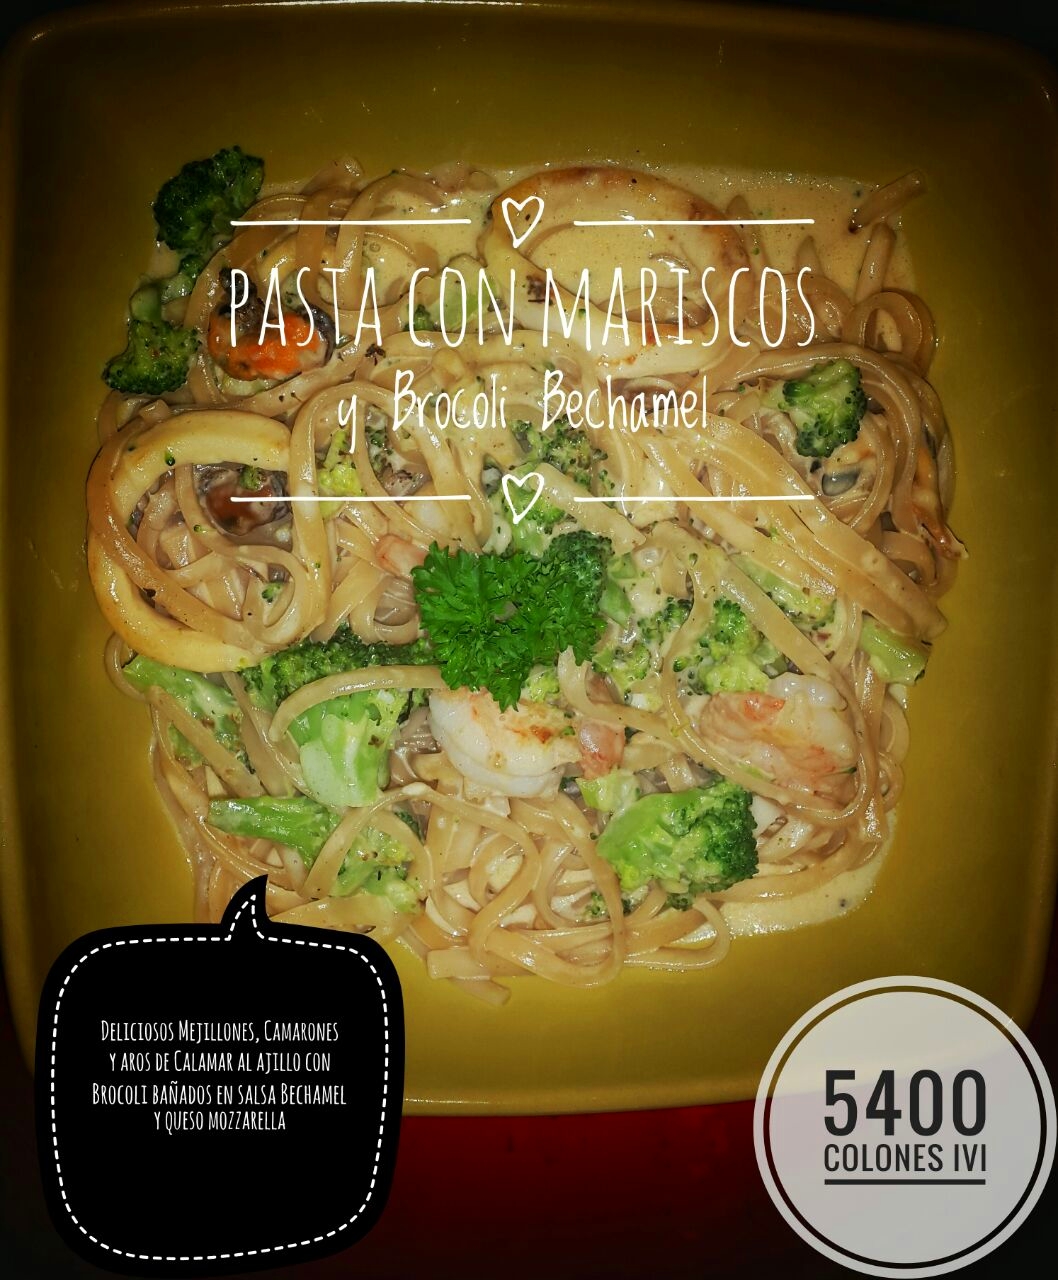 PASTA CON MARISCOS
y Brocoli Bechamel
DELICIOSOS MEJILLONES, CAMARONES
Y AROS DE CALAMAR AL AJILLO CON
BROCOLI BAÑADOS EN SALSA BECHAMEL
Y QUESO MOZZARELLA
5400
COLONES IVI